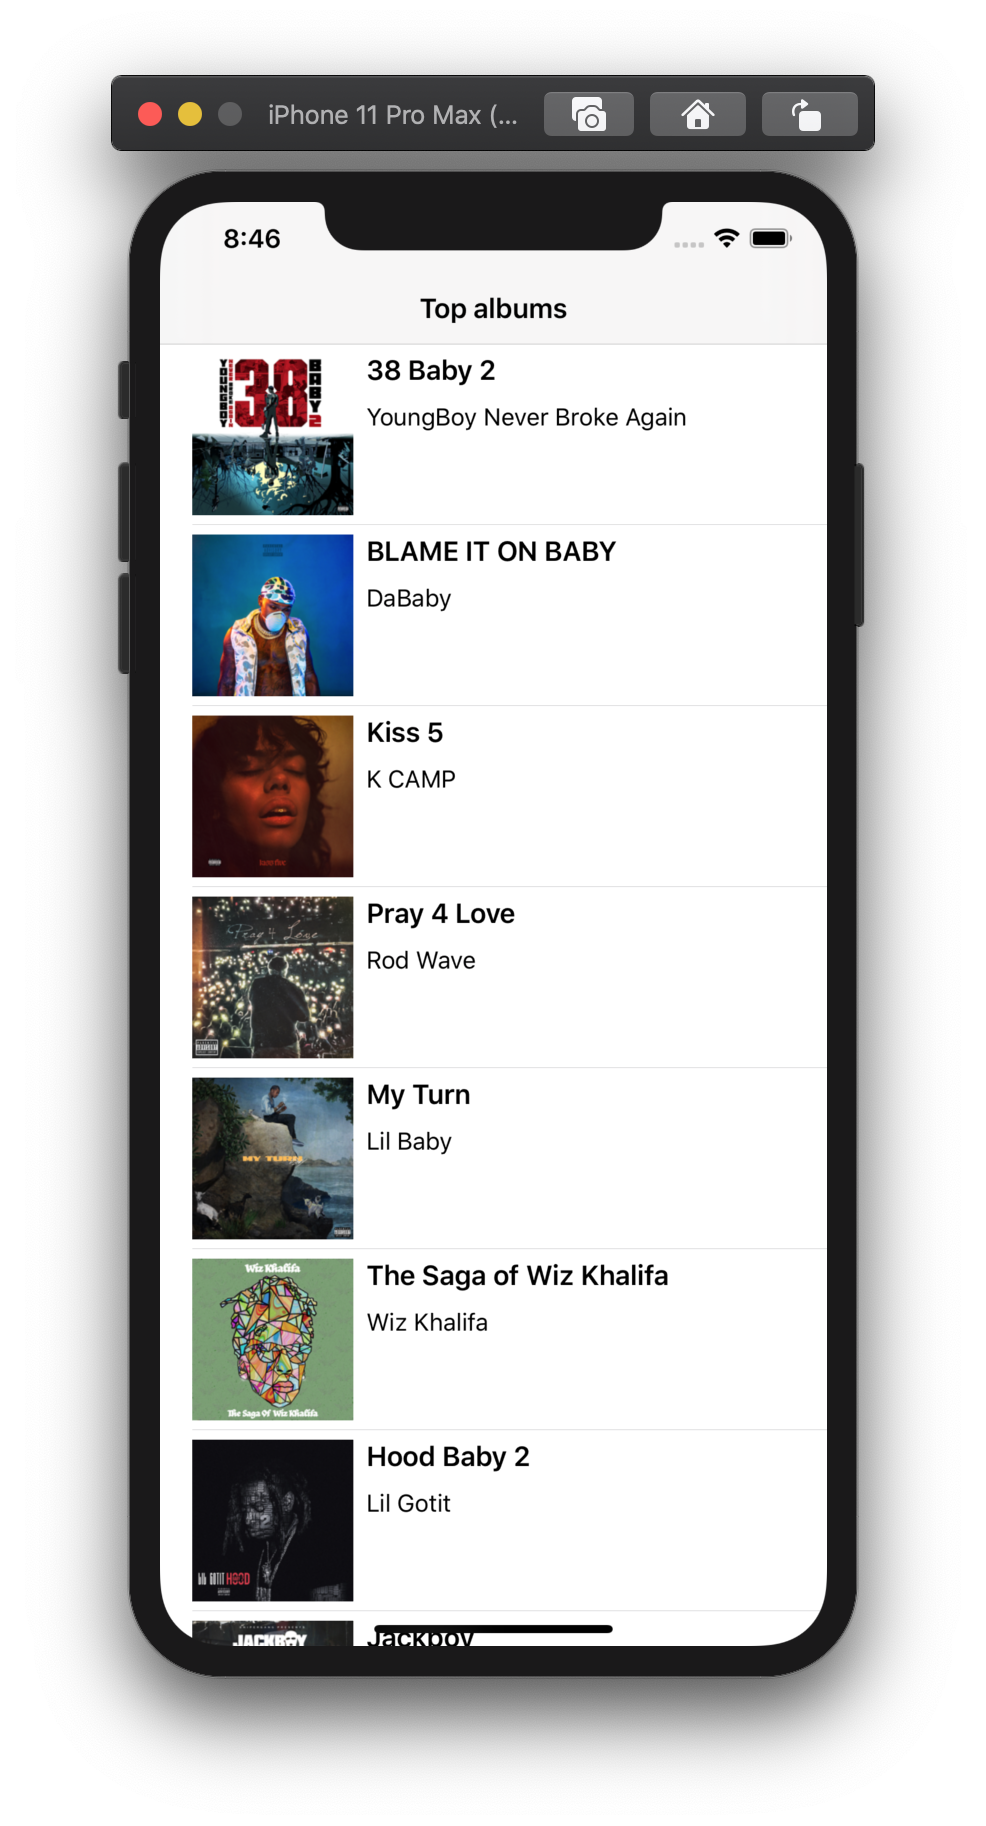 iPhone 11 Pro Max (...
8:46
Top albums
YOUNGBOY
38
BABY 2
38 Baby 2
YoungBoy Never Broke Again
BLAME IT ON BABY
DaBaby
Kiss 5
K CAMP
Pray 4 Love
Pray 4 Love
Rod Wave
MY TURN
My Turn
Lil Baby
Wiz Khalifa
The Saga Of Wiz Khalifa
The Saga of Wiz Khalifa
Wiz Khalifa
LIL GOTIT HOOD
Hood Baby 2
Lil Gotit
JACKBOY
Jackboy